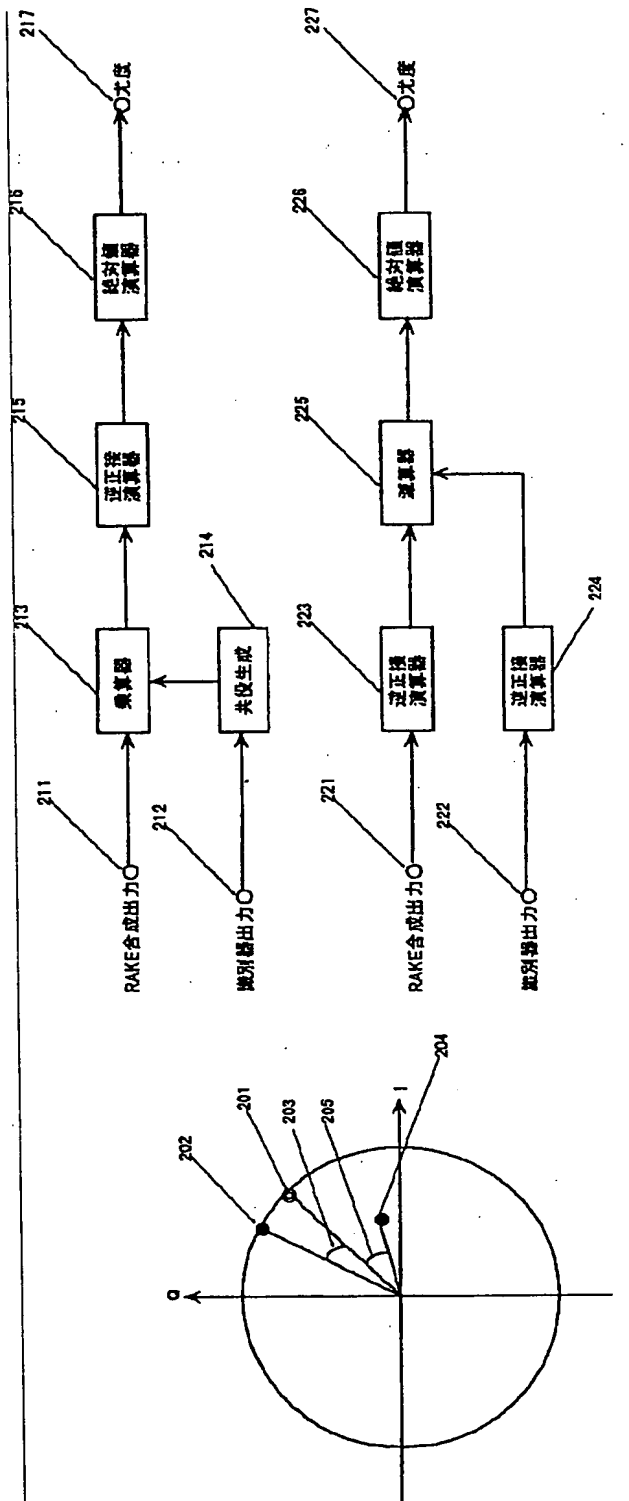 217
尤度
216
絶対値
演算器
215
逆正接
演算器
213
乗算器
214
共役生成
211
RAKE合成出力
212
識別器出力
227
尤度
226
絶対値
演算器
225
減算器
223
逆正接
演算器
224
逆正接
演算器
221
RAKE合成出力
222
識別器出力
Q
I
202
201
203
205
204